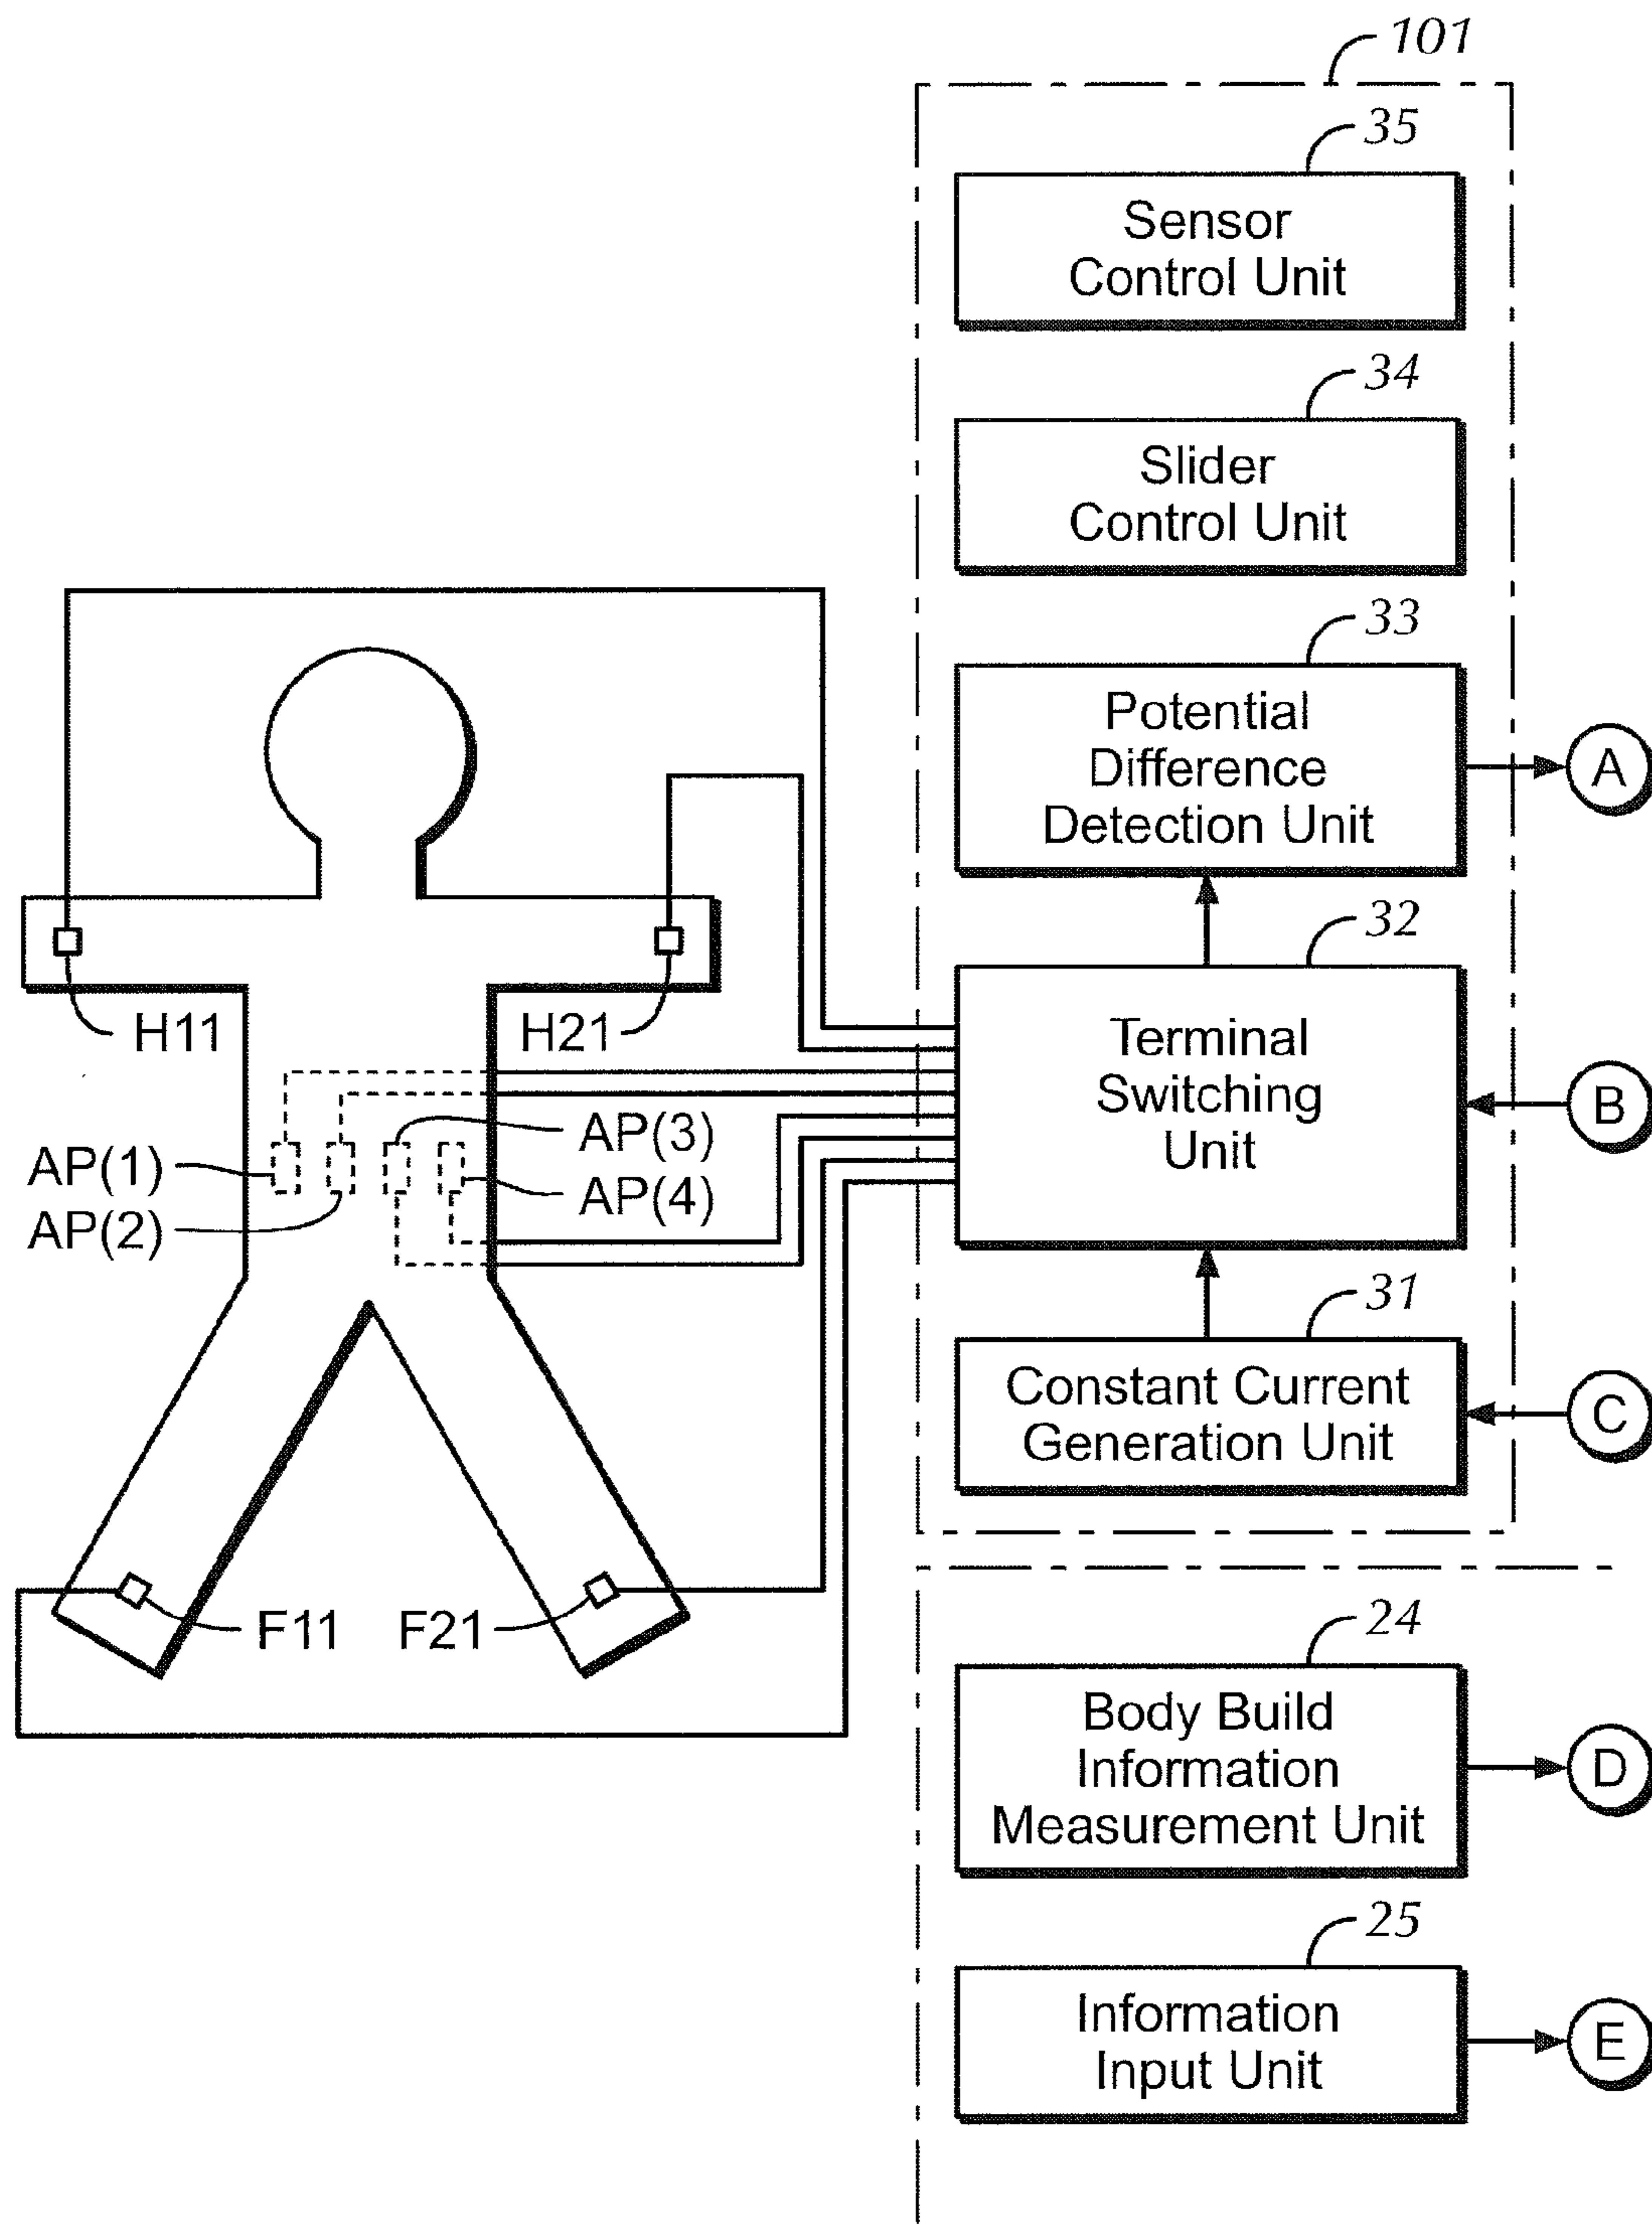 101
35
Sensor
Control Unit
34
Slider
Control Unit
33
Potential
Difference
Detection Unit
A
32
Terminal
Switching
Unit
B
31
Constant Current
Generation Unit
C
H11
H21
AP(1)
AP(2)
AP(3)
AP(4)
F11
F21
24
Body Build
Information
Measurement Unit
D
25
Information
Input Unit
E